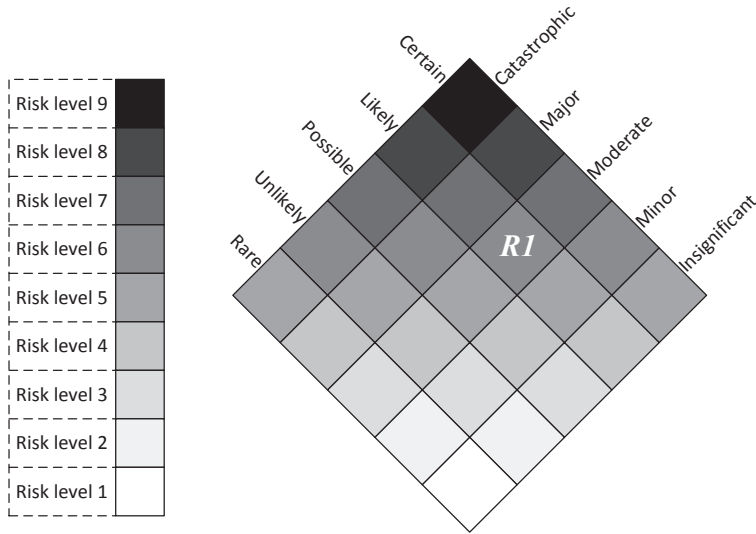 Risk level 9
Risk level 8
Risk level 7
Risk level 6
Risk level 5
Risk level 4
Risk level 3
Risk level 2
Risk level 1
Certain
Likely
Possible
Unlikely
Rare
Catastrophic
Major
Moderate
Minor
Insignificant
R1